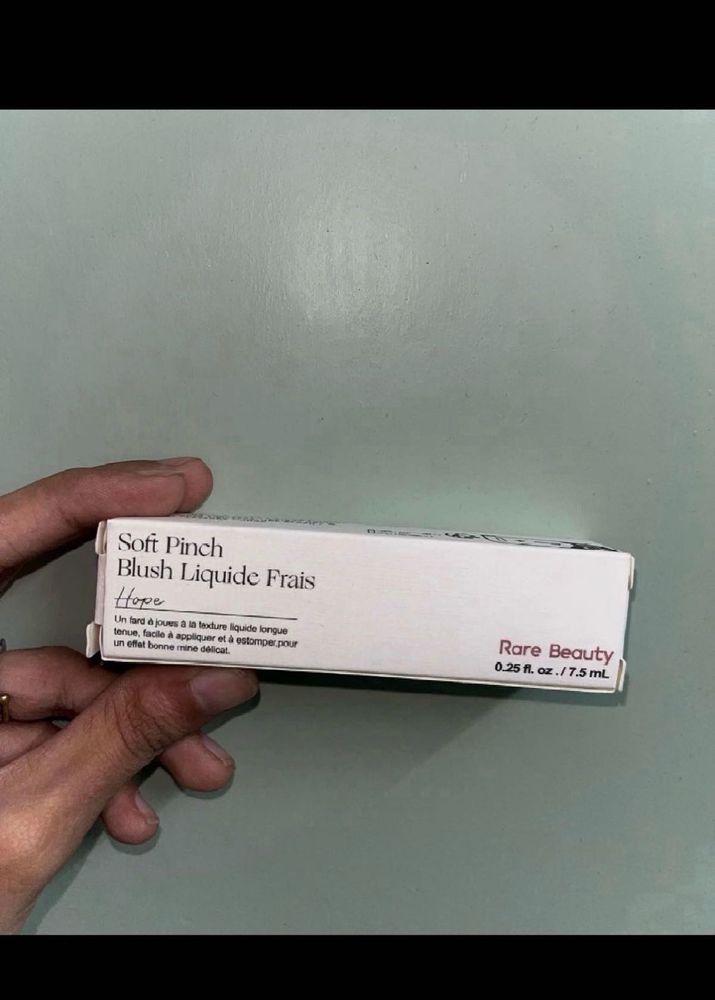 Soft Pinch
Blush Liquide Frais
Hope
Un fard à joues à la texture liquide longue
tenue, facile à appliquer et à estomper,pour
un effet bonne mine délicat.
Rare Beauty
0.25 fl. oz ./ 7.5 mL